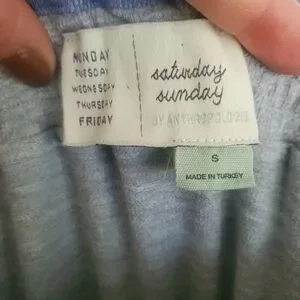 MONDAY
TUESDAY
WEDNESDAY
THURSDAY
FRIDAY
saturday
sunday
BY ANTHROPOLOGIE
S
MADE IN TURKEY